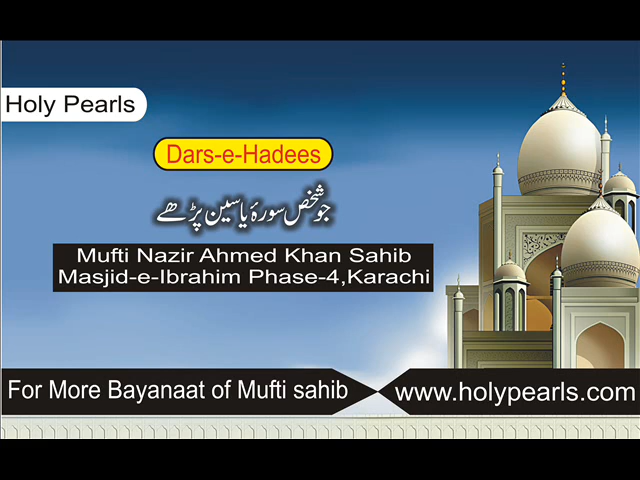 Holy Pearls
Dars-e-Hadees
جو شخص سورۂ یاسین پڑھے
Mufti Nazir Ahmed Khan Sahib
Masjid-e-Ibrahim Phase-4,Karachi
For More Bayanaat of Mufti sahib
www.holypearls.com